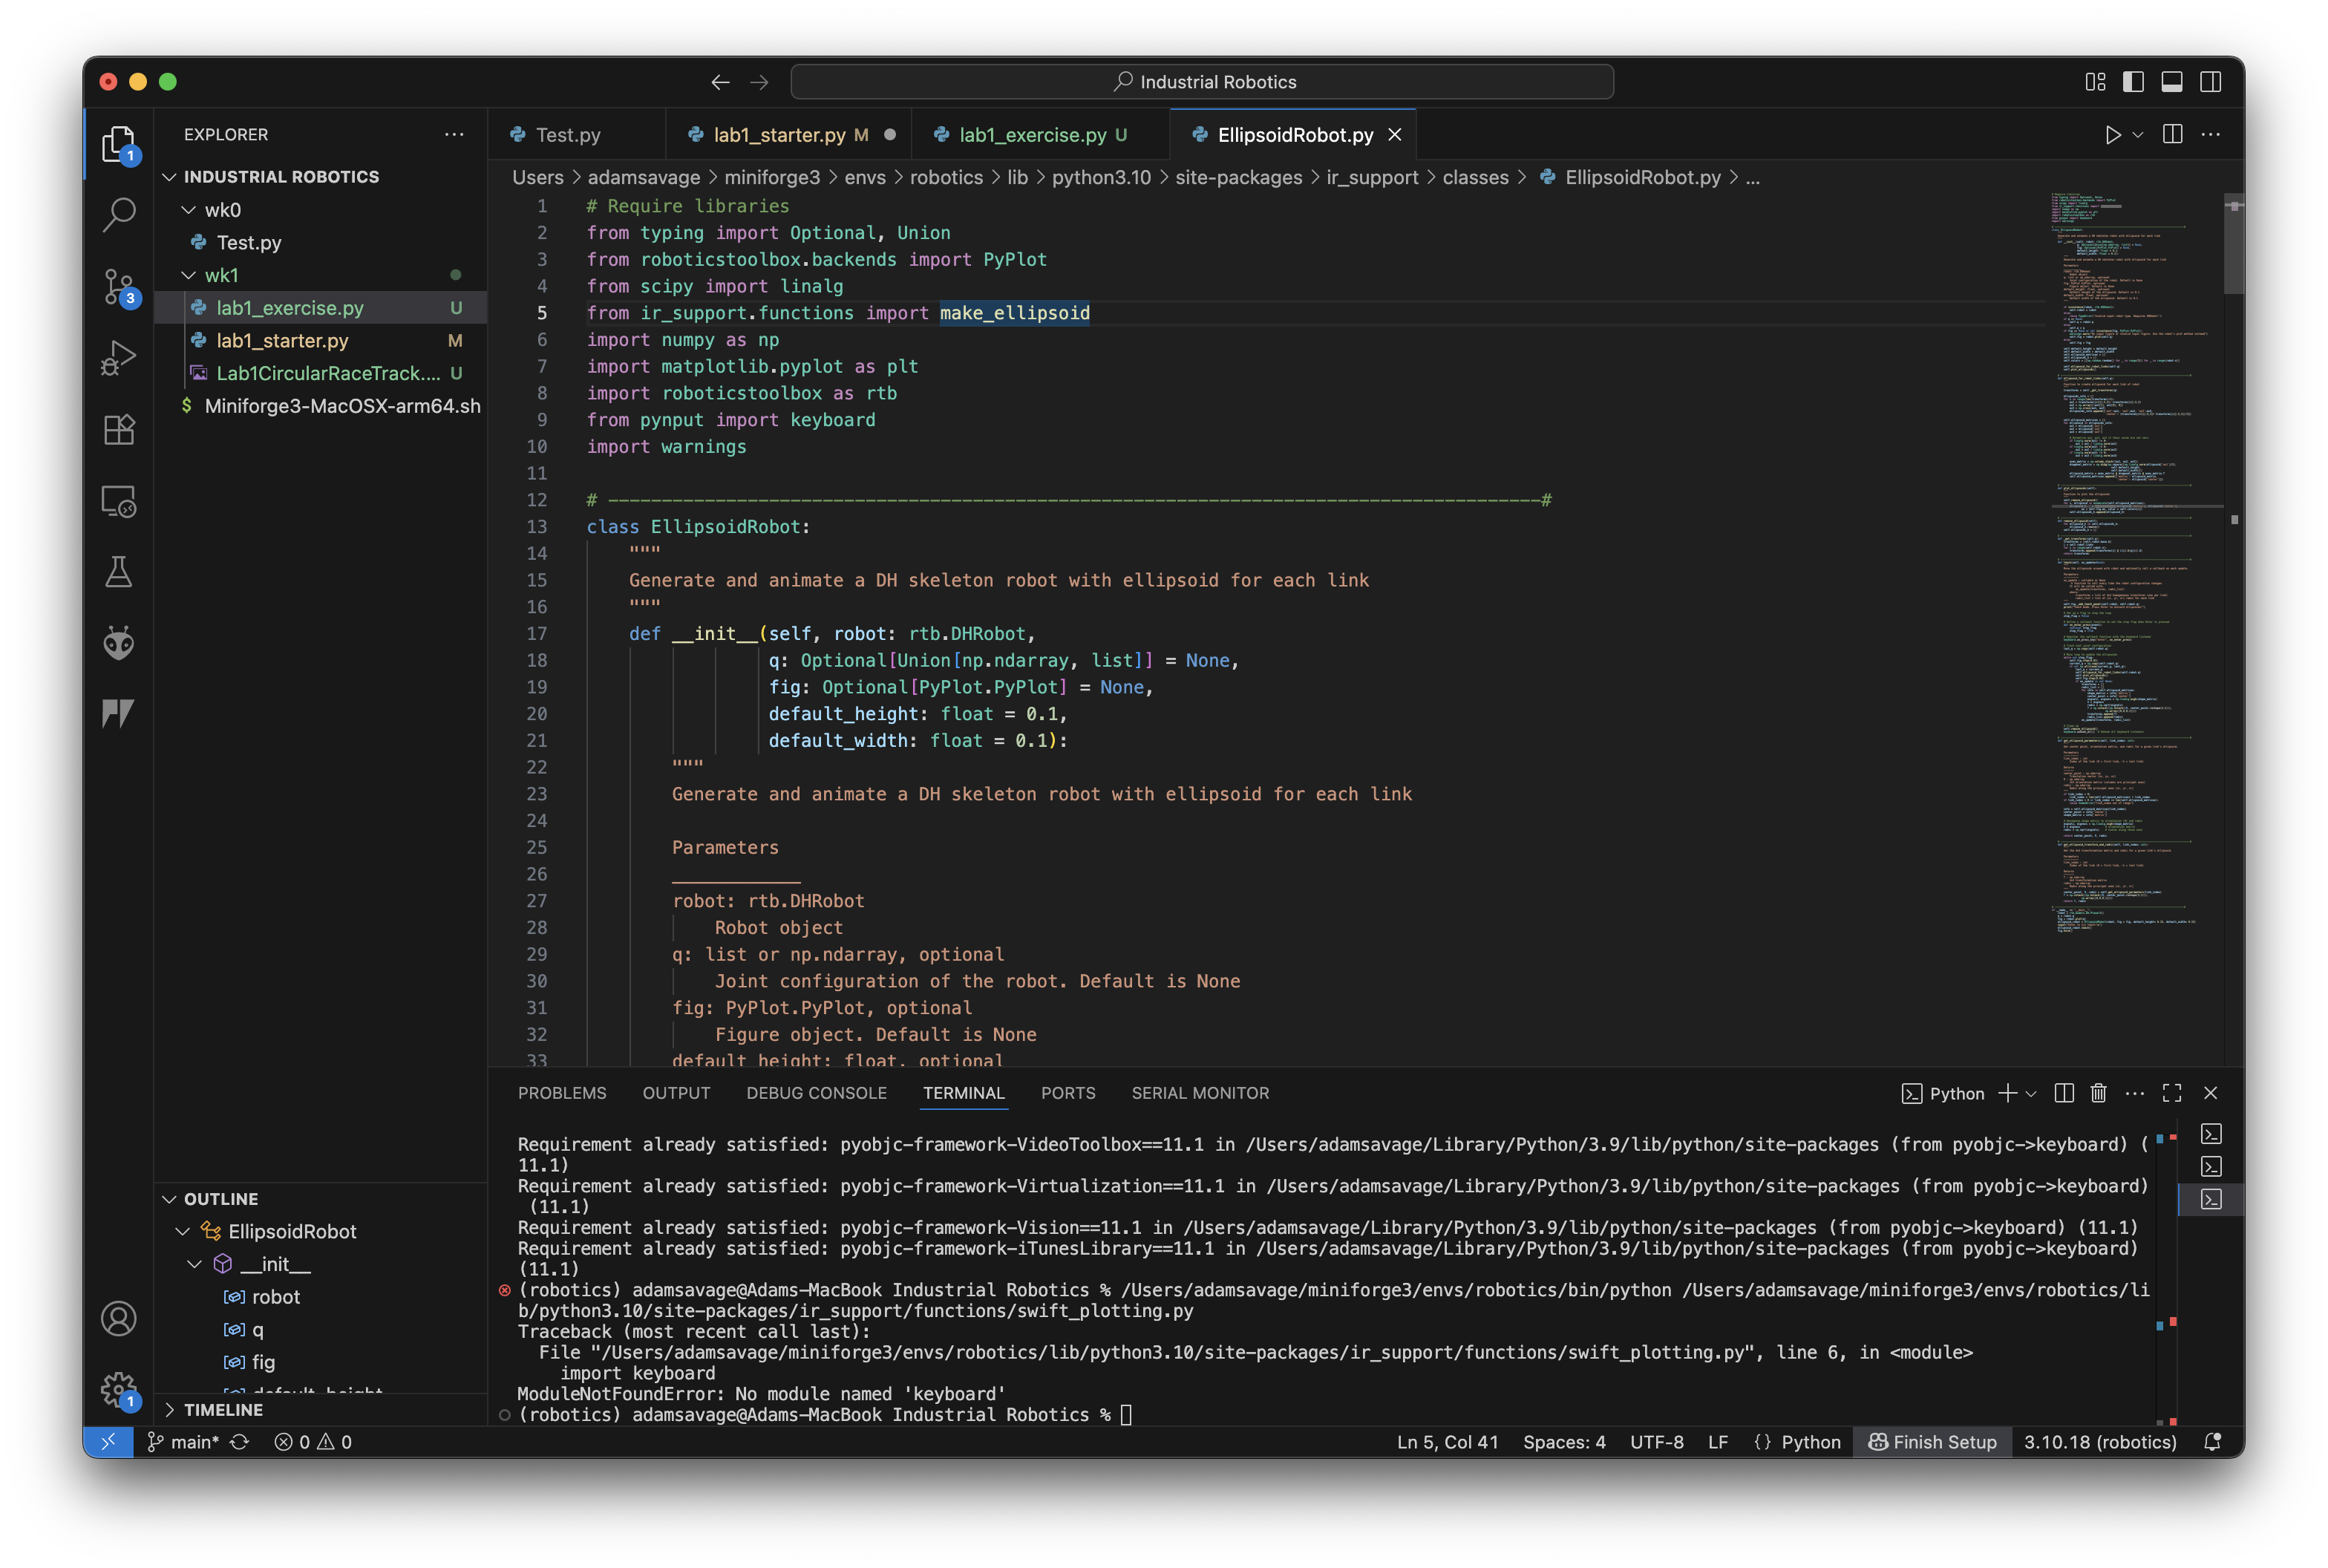 Industrial Robotics
EXPLORER
Test.py
lab1_starter.py M
lab1_exercise.py U
EllipsoidRobot.py
1
3
INDUSTRIAL ROBOTICS
wk0
Test.py
wk1
lab1_exercise.py U
lab1_starter.py M
Lab1CircularRaceTrack.... U
$ Miniforge3-MacOSX-arm64.sh
Users > adamsavage > miniforge3 > envs > robotics > lib > python3.10 > site-packages > ir_support > classes > EllipsoidRobot.py > ...
1 # Require libraries
2 from typing import Optional, Union
3 from roboticstoolbox.backends import PyPlot
4 from scipy import linalg
5 from ir_support.functions import make_ellipsoid
6 import numpy as np
7 import matplotlib.pyplot as plt
8 import roboticstoolbox as rtb
9 from pynput import keyboard
10 import warnings
11
12 # ---------------------------------------------------------------------------------------#
13 class EllipsoidRobot:
14 """
15 Generate and animate a DH skeleton robot with ellipsoid for each link
16 """
17 def __init__(self, robot: rtb.DHRobot,
18 q: Optional[Union[np.ndarray, list]] = None,
19 fig: Optional[PyPlot.PyPlot] = None,
20 default_height: float = 0.1,
21 default_width: float = 0.1):
22 """
23 Generate and animate a DH skeleton robot with ellipsoid for each link
24
25 Parameters
26 ____________
27 robot: rtb.DHRobot
28 Robot object
29 q: list or np.ndarray, optional
30 Joint configuration of the robot. Default is None
31 fig: PyPlot.PyPlot, optional
32 Figure object. Default is None
33 default_height: float, optional
OUTLINE
EllipsoidRobot
__init__
robot
q
fig
default_height
TIMELINE
1
PROBLEMS OUTPUT DEBUG CONSOLE TERMINAL PORTS SERIAL MONITOR
Python
Requirement already satisfied: pyobjc-framework-VideoToolbox==11.1 in /Users/adamsavage/Library/Python/3.9/lib/python/site-packages (from pyobjc->keyboard) (
11.1)
Requirement already satisfied: pyobjc-framework-Virtualization==11.1 in /Users/adamsavage/Library/Python/3.9/lib/python/site-packages (from pyobjc->keyboard)
(11.1)
Requirement already satisfied: pyobjc-framework-Vision==11.1 in /Users/adamsavage/Library/Python/3.9/lib/python/site-packages (from pyobjc->keyboard) (11.1)
Requirement already satisfied: pyobjc-framework-iTunesLibrary==11.1 in /Users/adamsavage/Library/Python/3.9/lib/python/site-packages (from pyobjc->keyboard)
(11.1)
(robotics) adamsavage@Adams-MacBook Industrial Robotics % /Users/adamsavage/miniforge3/envs/robotics/bin/python /Users/adamsavage/miniforge3/envs/robotics/li
b/python3.10/site-packages/ir_support/functions/swift_plotting.py
Traceback (most recent call last):
File "/Users/adamsavage/miniforge3/envs/robotics/lib/python3.10/site-packages/ir_support/functions/swift_plotting.py", line 6, in <module>
import keyboard
ModuleNotFoundError: No module named 'keyboard'
(robotics) adamsavage@Adams-MacBook Industrial Robotics %
main* 0 0
Ln 5, Col 41 Spaces: 4 UTF-8 LF {} Python Finish Setup 3.10.18 (robotics)